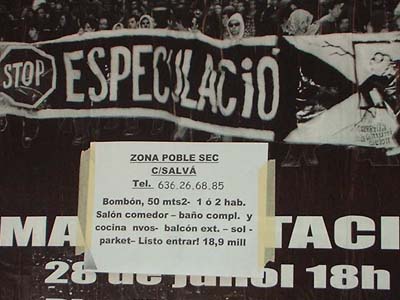 STOP ESPECULACIÓ
ZONA POBLE SEC
C/SALVÁ
Tel. 636.26.68.85
Bombón, 50 mts2- 1 ó 2 hab.
Salón comedor – baño compl. y
cocina nvos- balcón ext. – sol -
parket– Listo entrar! 18,9 mill
MA TACI
28 de juliol 18h